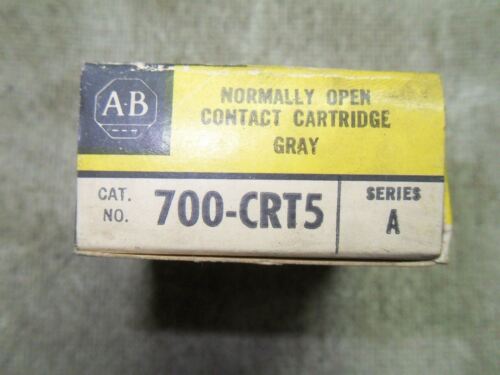 A-B
NORMALLY OPEN
CONTACT CARTRIDGE
GRAY
CAT.
NO.
700-CRT5
SERIES
A